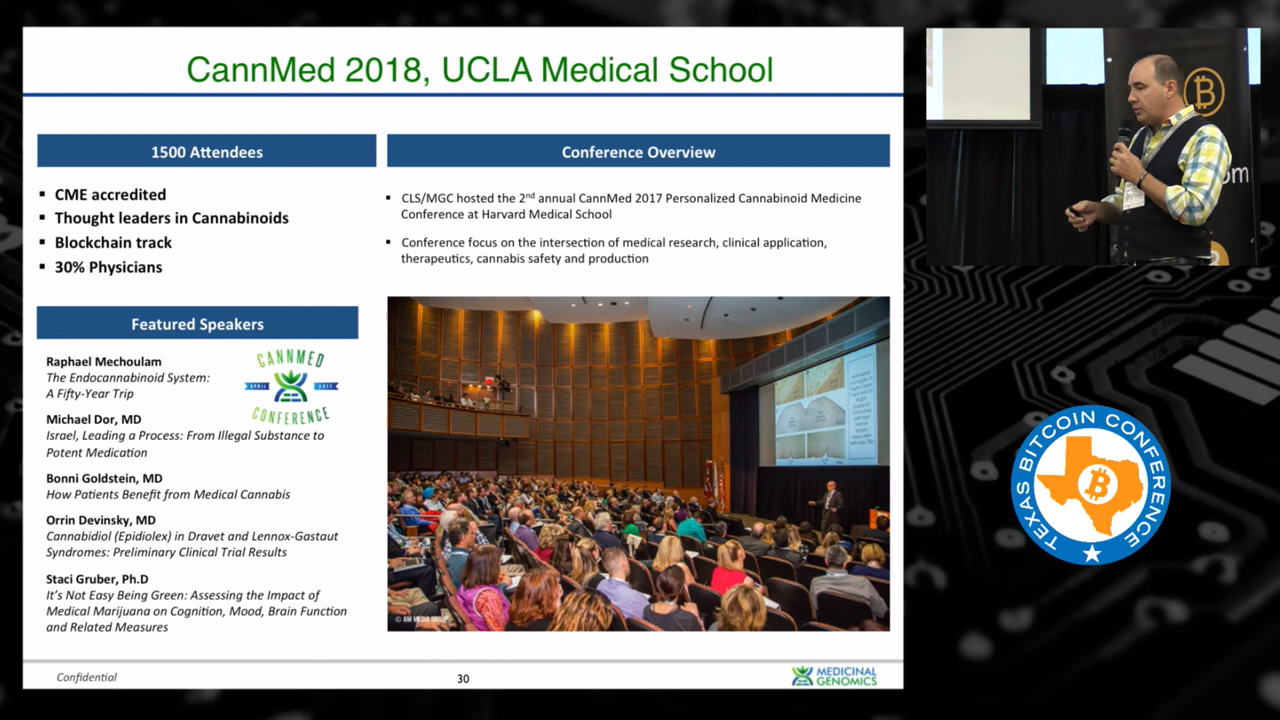 CannMed 2018, UCLA Medical School
1500 Attendees
▪ CME accredited
▪ Thought leaders in Cannabinoids
▪ Blockchain track
▪ 30% Physicians
Conference Overview
▪ CLS/MGC hosted the 2nd annual CannMed 2017 Personalized Cannabinoid Medicine
Conference at Harvard Medical School
▪ Conference focus on the intersection of medical research, clinical application,
therapeutics, cannabis safety and production
Featured Speakers
Raphael Mechoulam
The Endocannabinoid System:
A Fifty-Year Trip
Michael Dor, MD
Israel, Leading a Process: From Illegal Substance to
Potent Medication
Bonni Goldstein, MD
How Patients Benefit from Medical Cannabis
Orrin Devinsky, MD
Cannabidiol (Epidiolex) in Dravet and Lennox-Gastaut
Syndromes: Preliminary Clinical Trial Results
Staci Gruber, Ph.D
It's Not Easy Being Green: Assessing the Impact of
Medical Marijuana on Cognition, Mood, Brain Function
and Related Measures
CANNMED
APRIL 2017
CONFERENCE
© AM MEDIA GROUP
Confidential
30
MEDICINAL
GENOMICS
om
TEXAS BITCOIN CONFERENCE